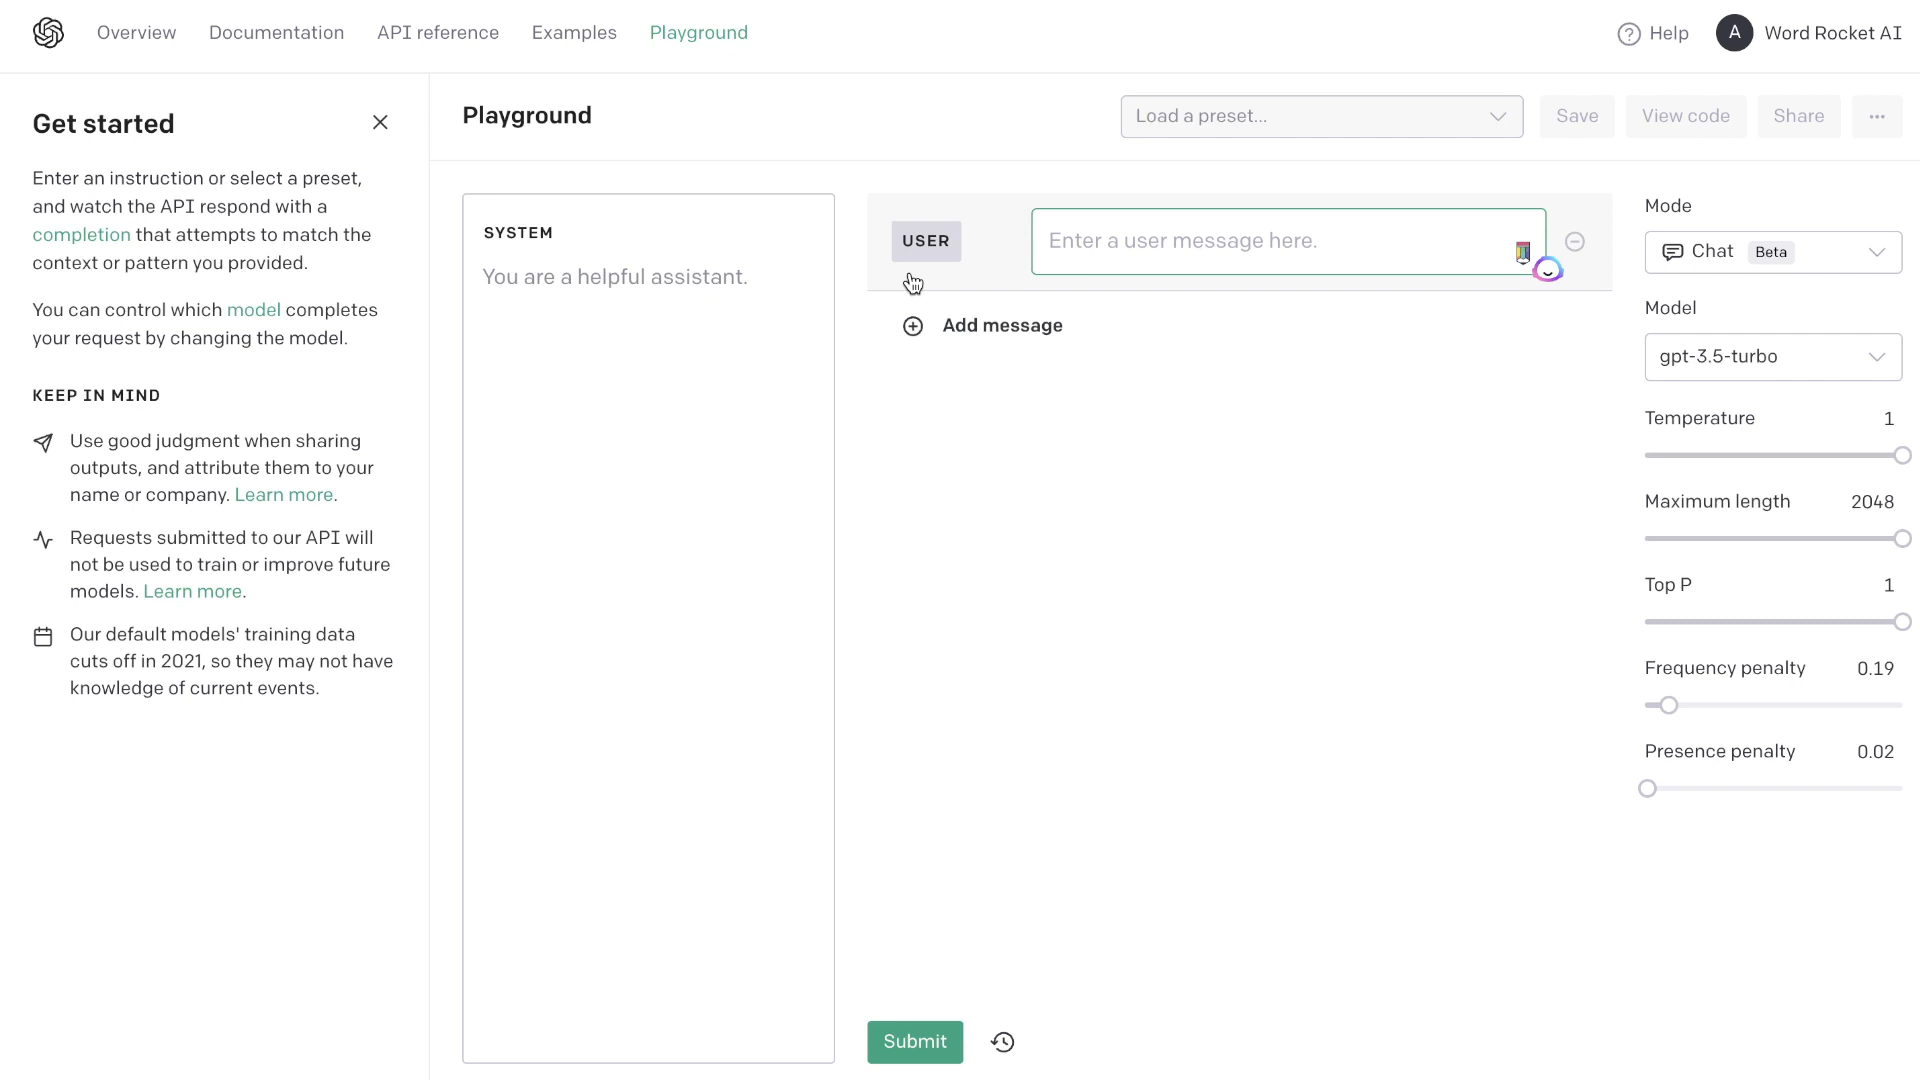 Overview Documentation API reference Examples Playground Help A Word Rocket AI
Get started
Enter an instruction or select a preset,
and watch the API respond with a
completion that attempts to match the
context or pattern you provided.
You can control which model completes
your request by changing the model.
KEEP IN MIND
Use good judgment when sharing
outputs, and attribute them to your
name or company. Learn more.
Requests submitted to our API will
not be used to train or improve future
models. Learn more.
Our default models' training data
cuts off in 2021, so they may not have
knowledge of current events.
Playground Load a preset... Save View code Share ...
SYSTEM
You are a helpful assistant.
USER Enter a user message here.
Add message
Submit
Mode
Chat Beta
Model
gpt-3.5-turbo
Temperature 1
Maximum length 2048
Top P 1
Frequency penalty 0.19
Presence penalty 0.02